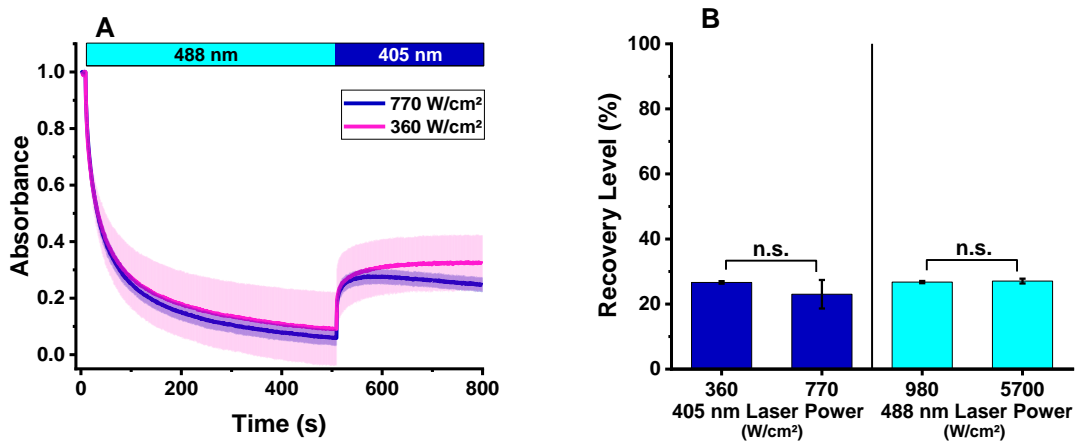 A
488 nm
405 nm
770 W/cm²
360 W/cm²
Absorbance
1.0
0.8
0.6
0.4
0.2
0.0
0
200
400
600
800
Time (s)
B
Recovery Level (%)
100
80
60
40
20
0
n.s.
n.s.
360
770
980
5700
405 nm Laser Power
(W/cm²)
488 nm Laser Power
(W/cm²)